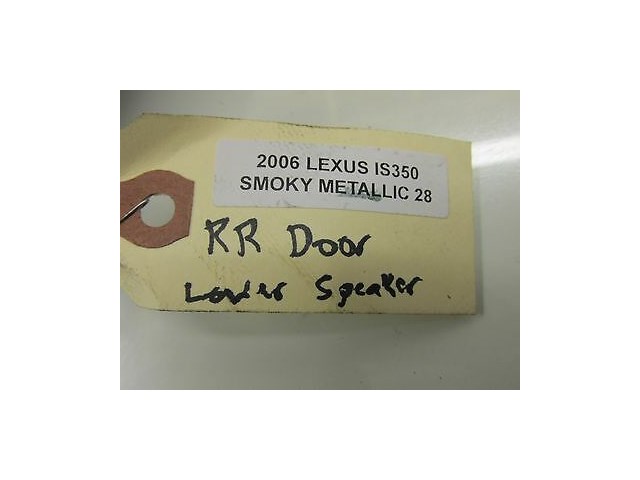 2006 LEXUS IS350
SMOKY METALLIC 28
RR Door
Lower Speaker